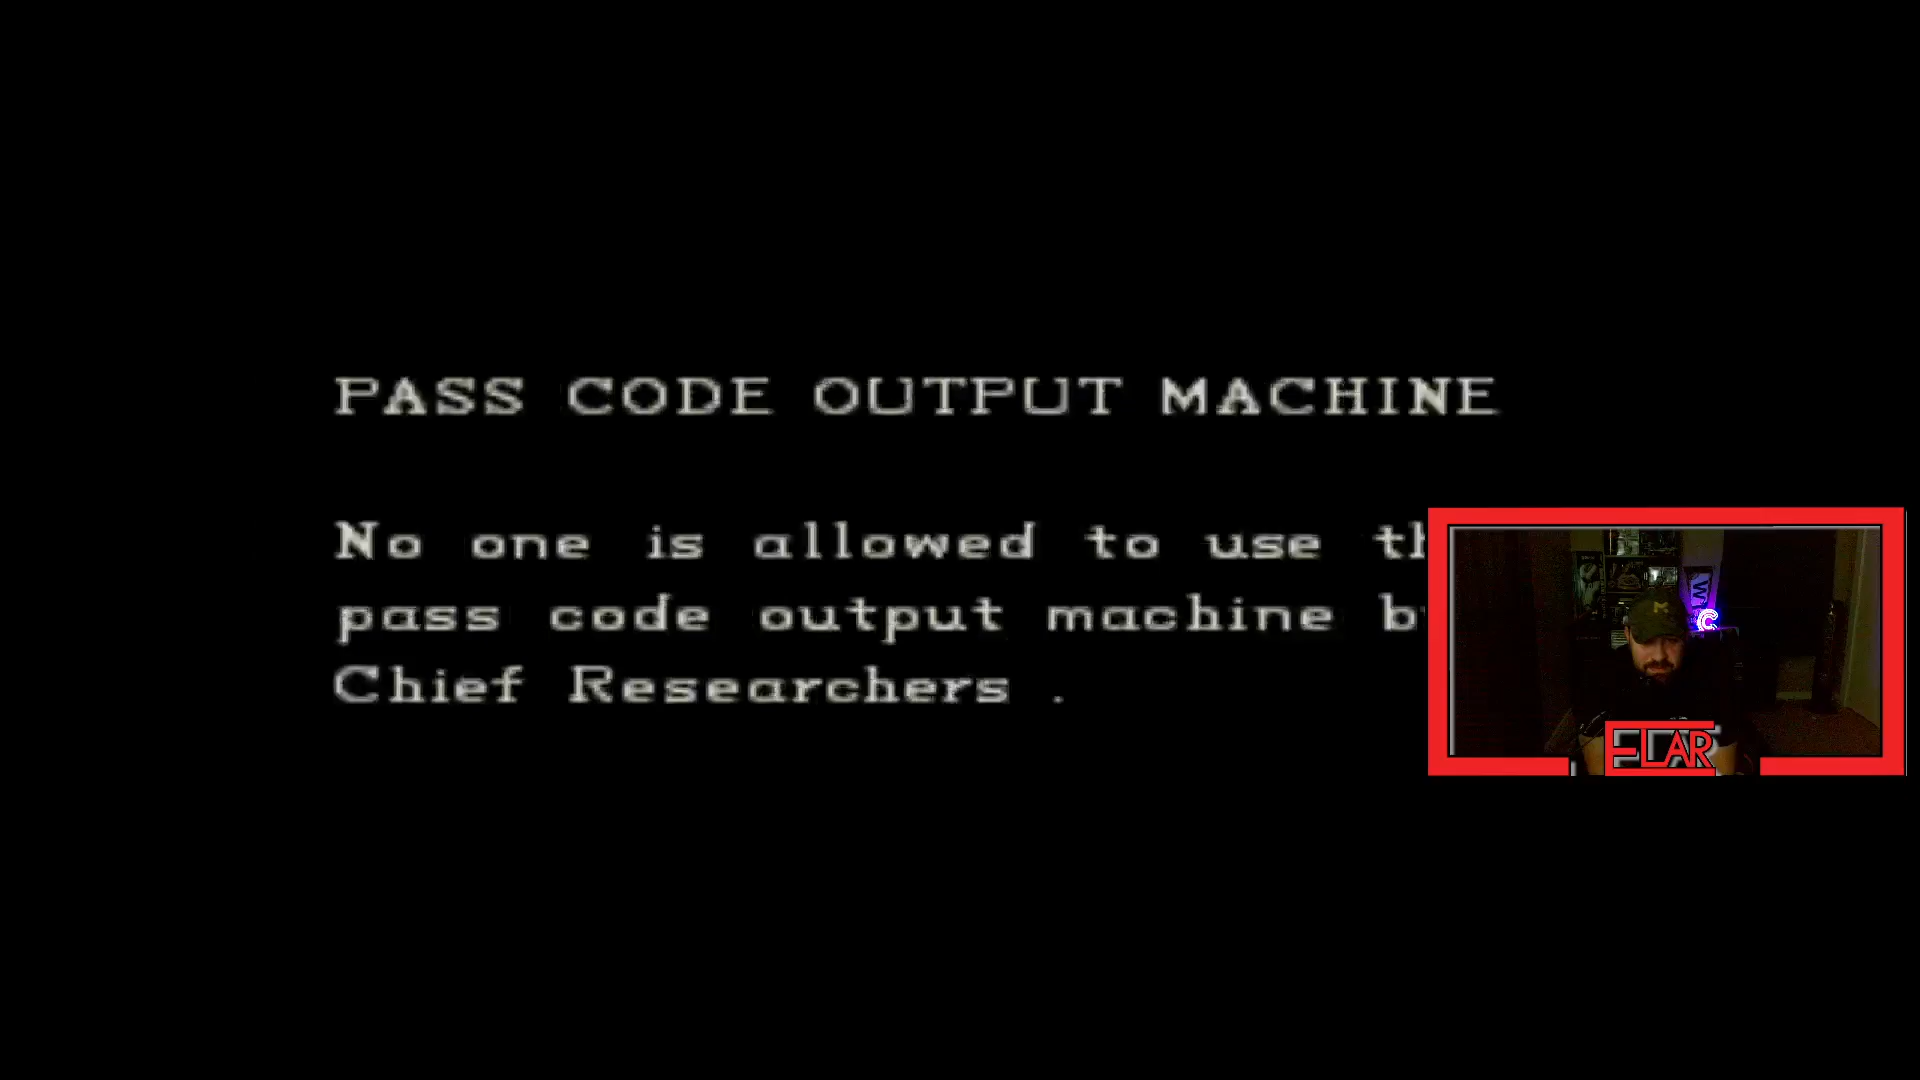 PASS CODE OUTPUT MACHINE
No one is allowed to use
pass code output machine
Chief Researchers .
C
M
W
ELAR